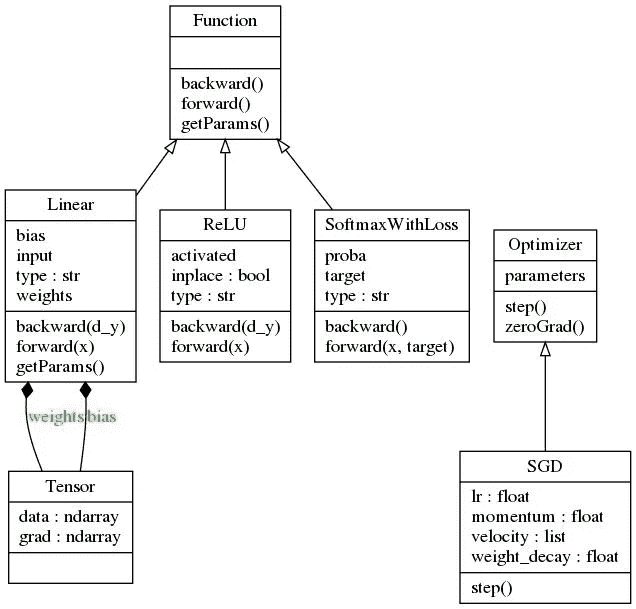 Function
backward()
forward()
getParams()
Linear
bias
input
type : str
weights
backward(d_y)
forward(x)
getParams()
ReLU
activated
inplace : bool
type : str
backward(d_y)
forward(x)
SoftmaxWithLoss
proba
target
type : str
backward()
forward(x, target)
Optimizer
parameters
step()
zeroGrad()
weights bias
Tensor
data : ndarray
grad : ndarray
SGD
lr : float
momentum : float
velocity : list
weight_decay : float
step()